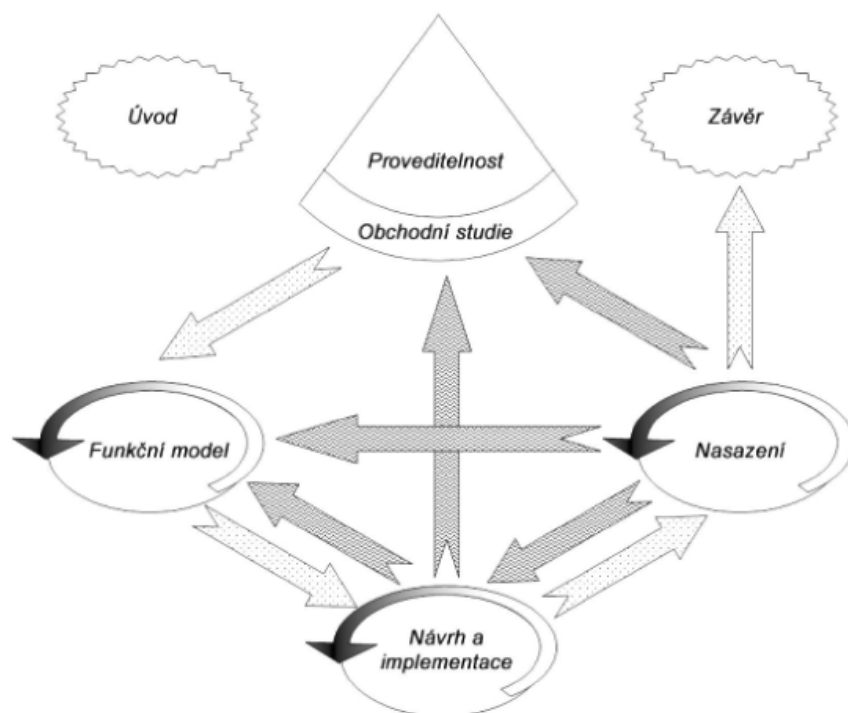 Úvod
Závěr
Proveditelnost
Obchodní studie
Funkční model
Nasazení
Návrh a
implementace